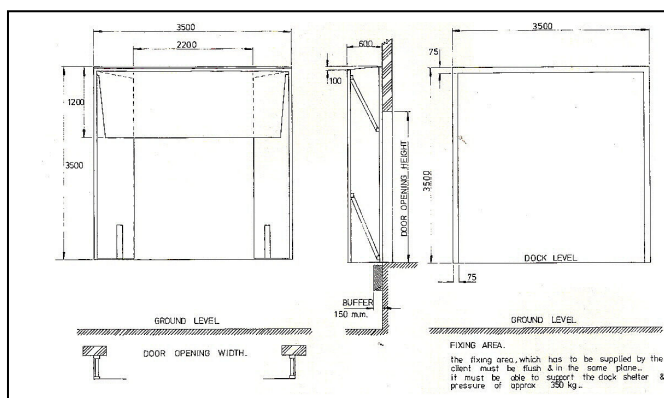 3500
2200
1200
3500
GROUND LEVEL
DOOR OPENING WIDTH.
600
100
DOOR OPENING HEIGHT
BUFFER
150 m.m.
3500
75
3500
DOCK LEVEL
75
GROUND LEVEL
FIXING AREA.
the fixing area, which has to be supplied by the
client must be flush & in the same plane..
it must be able to support the dock shelter &
pressure of approx 350 kg..